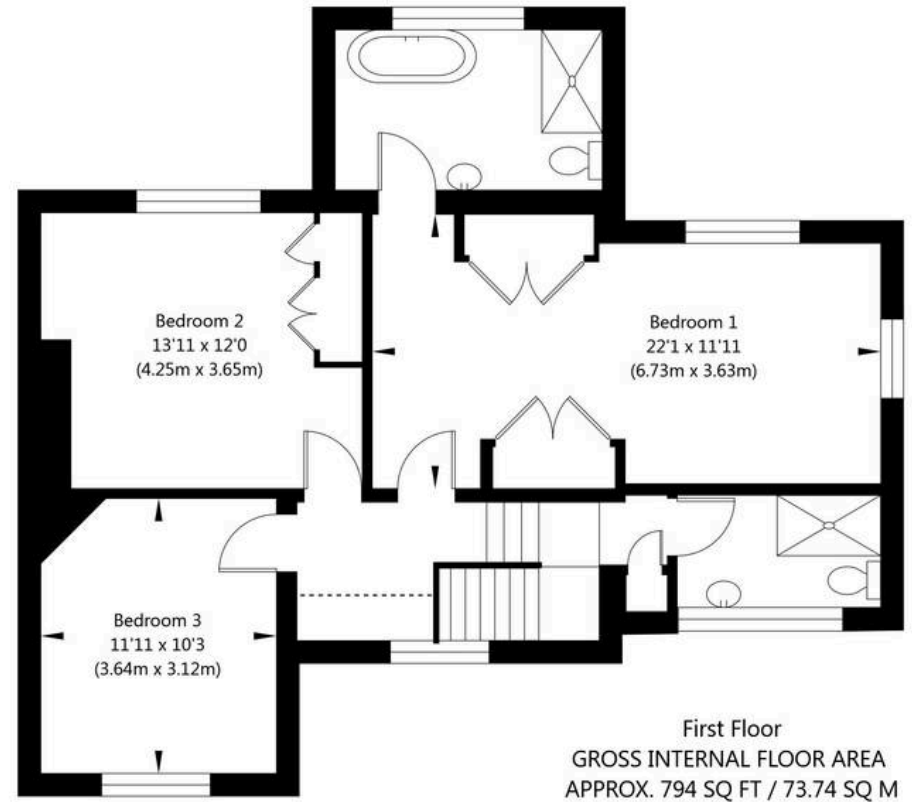 Bedroom 2
13'11 x 12'0
(4.25m x 3.65m)
Bedroom 1
22'1 x 11'11
(6.73m x 3.63m)
Bedroom 3
11'11 x 10'3
(3.64m x 3.12m)
First Floor
GROSS INTERNAL FLOOR AREA
APPROX. 794 SQ FT / 73.74 SQ M